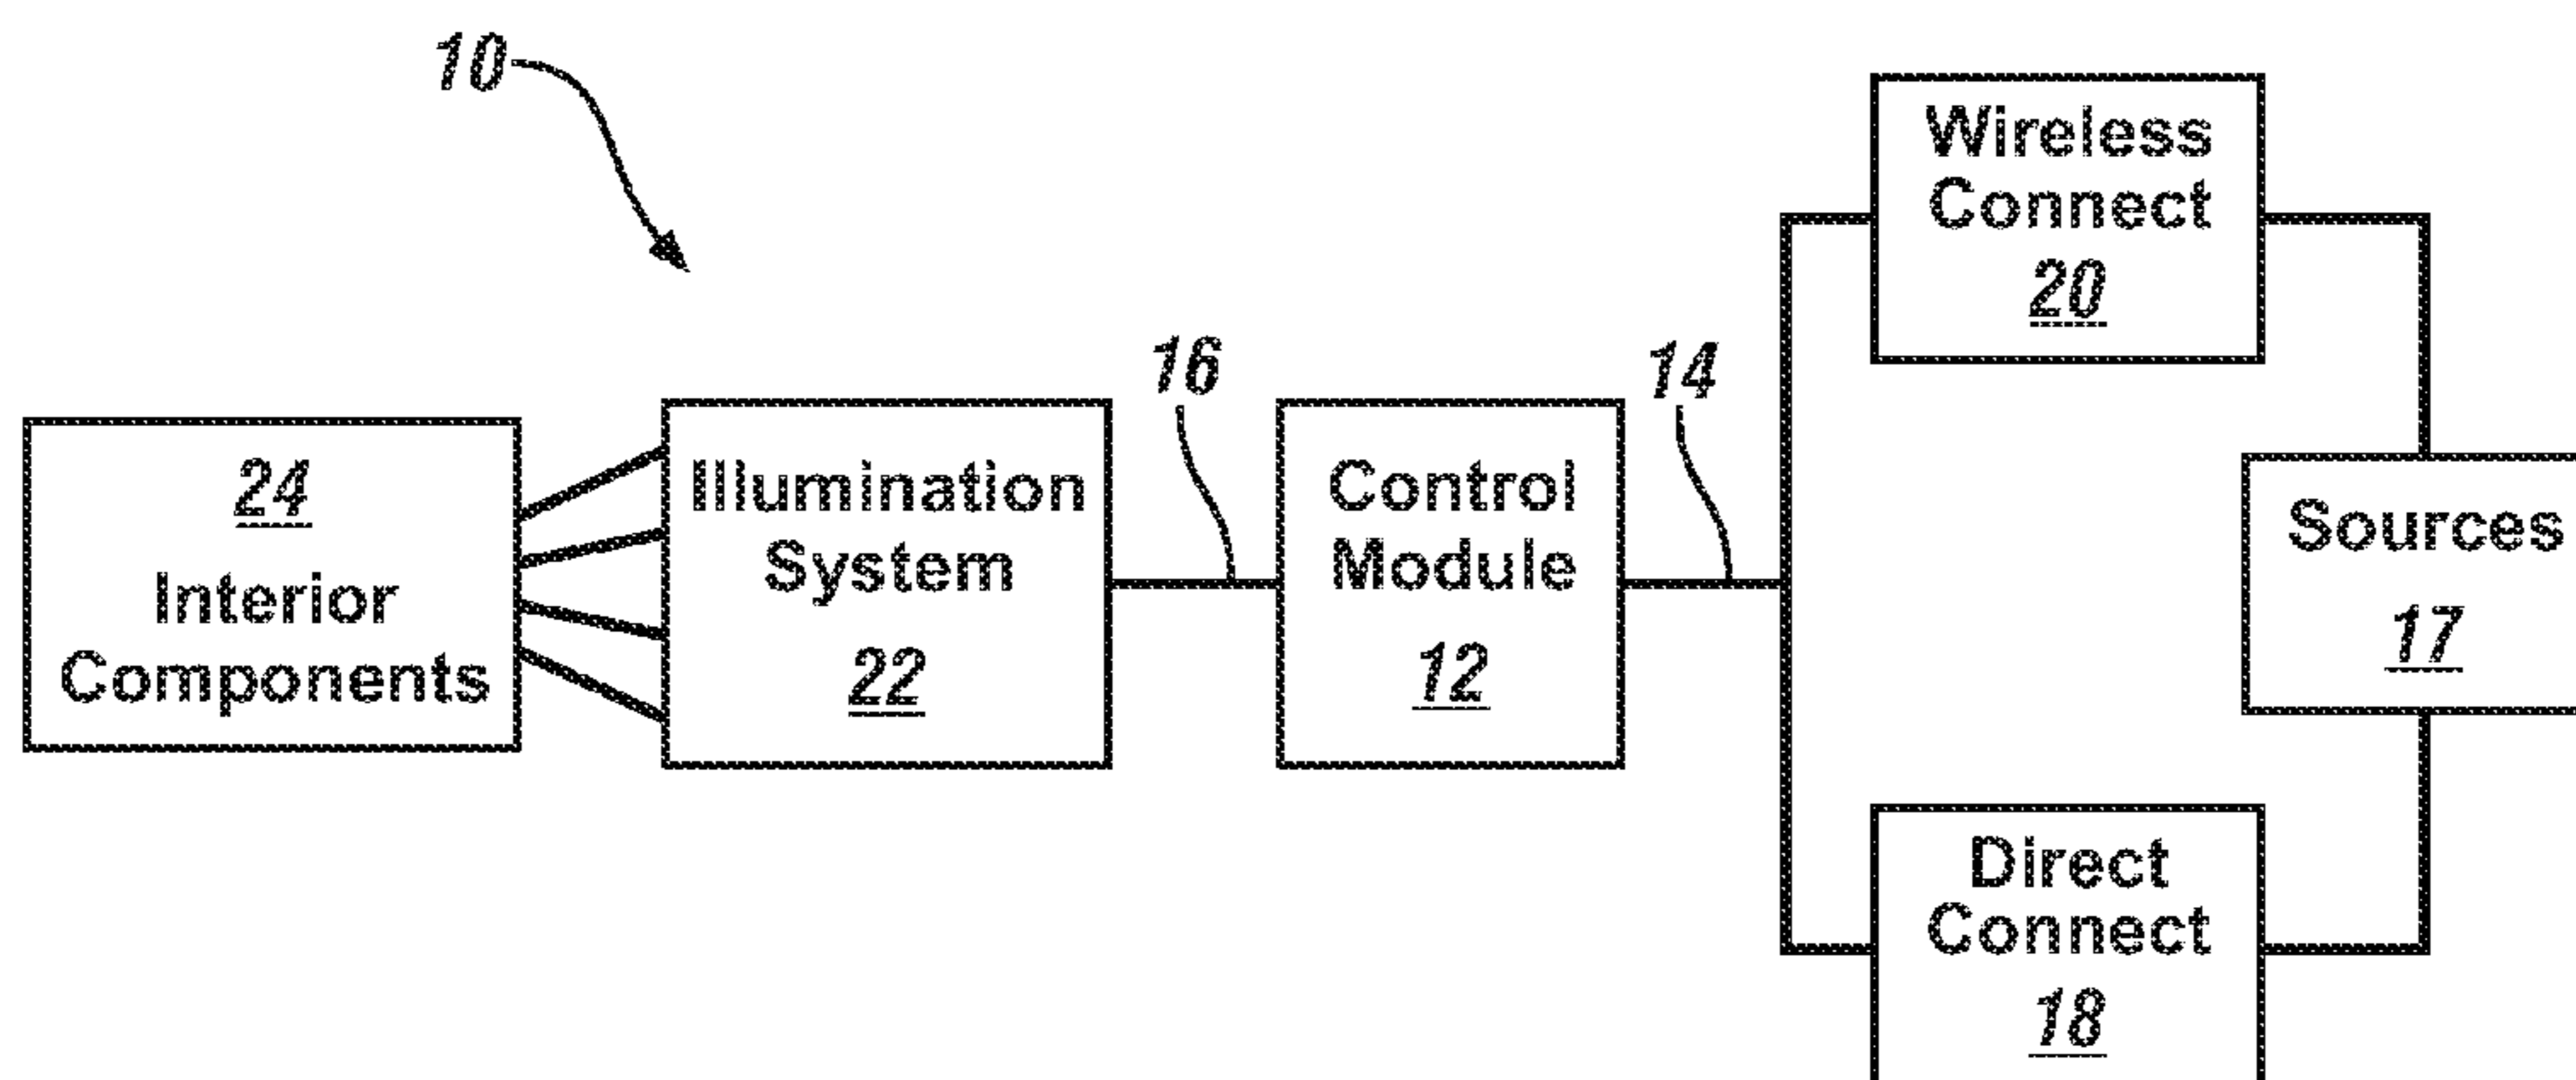 10
Wireless
Connect
20
16
14
24
Interior
Components
Illumination
System
22
Control
Module
12
Sources
17
Direct
Connect
18